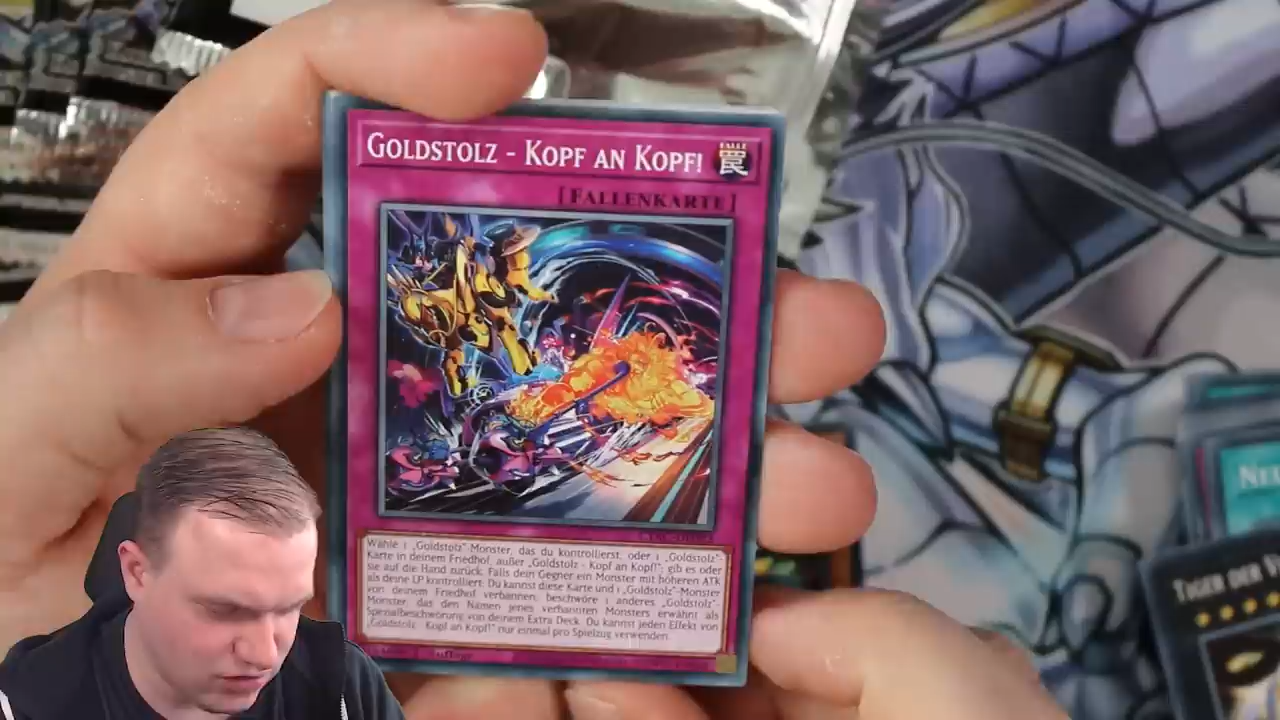 GOLDSTOLZ – KOPF AN KOPF!
FALLE
[FALLENKARTE]
Wähle 1 „Goldstolz“-Monster, das du kontrollierst, oder 1 „Goldstolz“-
Karte in deinem Friedhof, außer „Goldstolz - Kopf an Kopf!“; gib es oder
sie auf die Hand zurück. Falls dein Gegner ein Monster mit höheren ATK
als deine LP kontrolliert: Du kannst diese Karte und 1 „Goldstolz“-Monster
von deinem Friedhof verbannen; beschwöre 1 anderes „Goldstolz“-
Monster, das den Namen jenes verbannten Monsters erwähnt als
Spezialbeschwörung von deinem Extra Deck. Du kannst jeden Effekt von
„Goldstolz - Kopf an Kopf!“ nur einmal pro Spielzug verwenden.
Auflage
TIGER DER